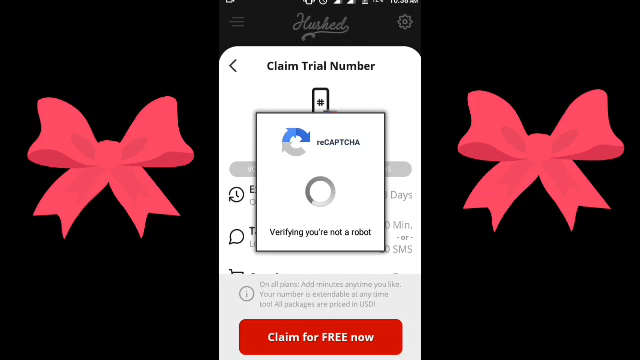 Hushed
Claim Trial Number
#
reCAPTCHA
Days
Min.
- or -
SMS
Verifying you're not a robot
On all plans: Add minutes anytime you like.
Your number is extendable at any time
too! All packages are priced in USD!
Claim for FREE now